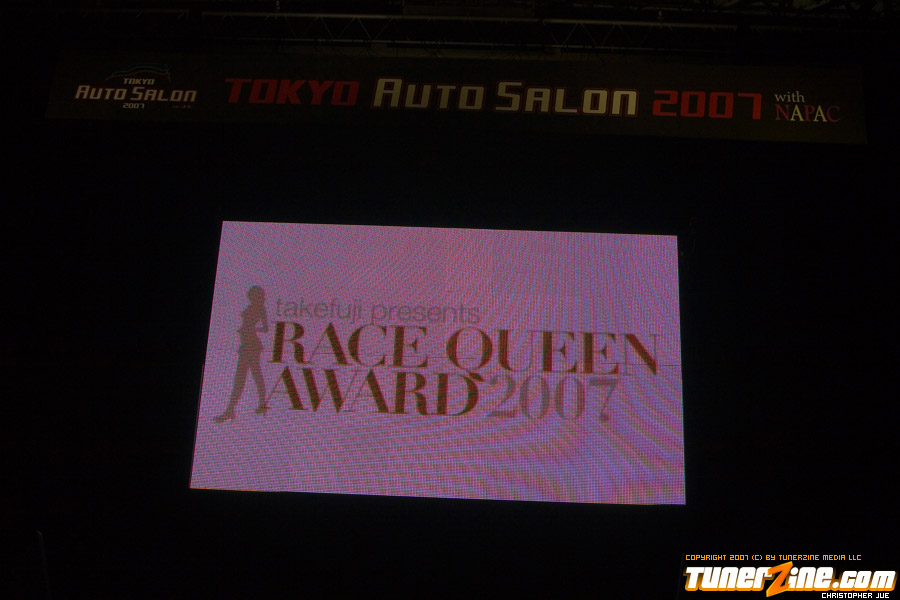 TOKYO
AUTO SALON
2007
TOKYO AUTO SALON 2007 with NAPAC
takefuji presents
RACE QUEEN
AWARD 2007
COPYRIGHT 2007 (C) BY TUNERZINE MEDIA LLC
TUNERZINE.COM
CHRISTOPHER JUE